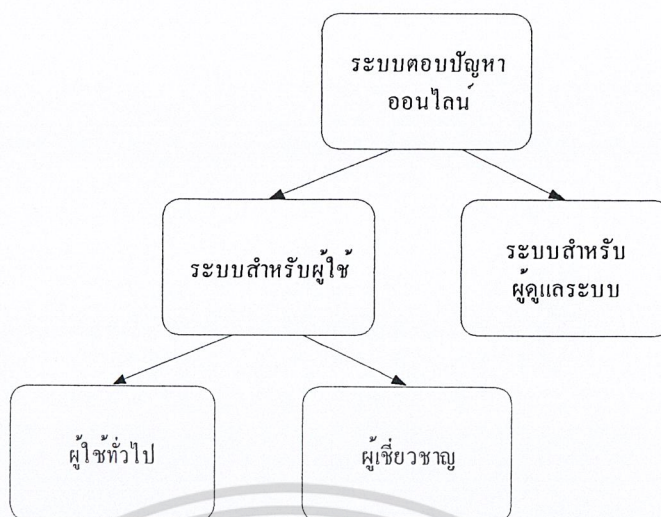 ระบบตอบปัญหา
ออนไลน์
ระบบสำหรับผู้ใช้
ระบบสำหรับ
ผู้ดูแลระบบ
ผู้ใช้ทั่วไป
ผู้เชี่ยวชาญ